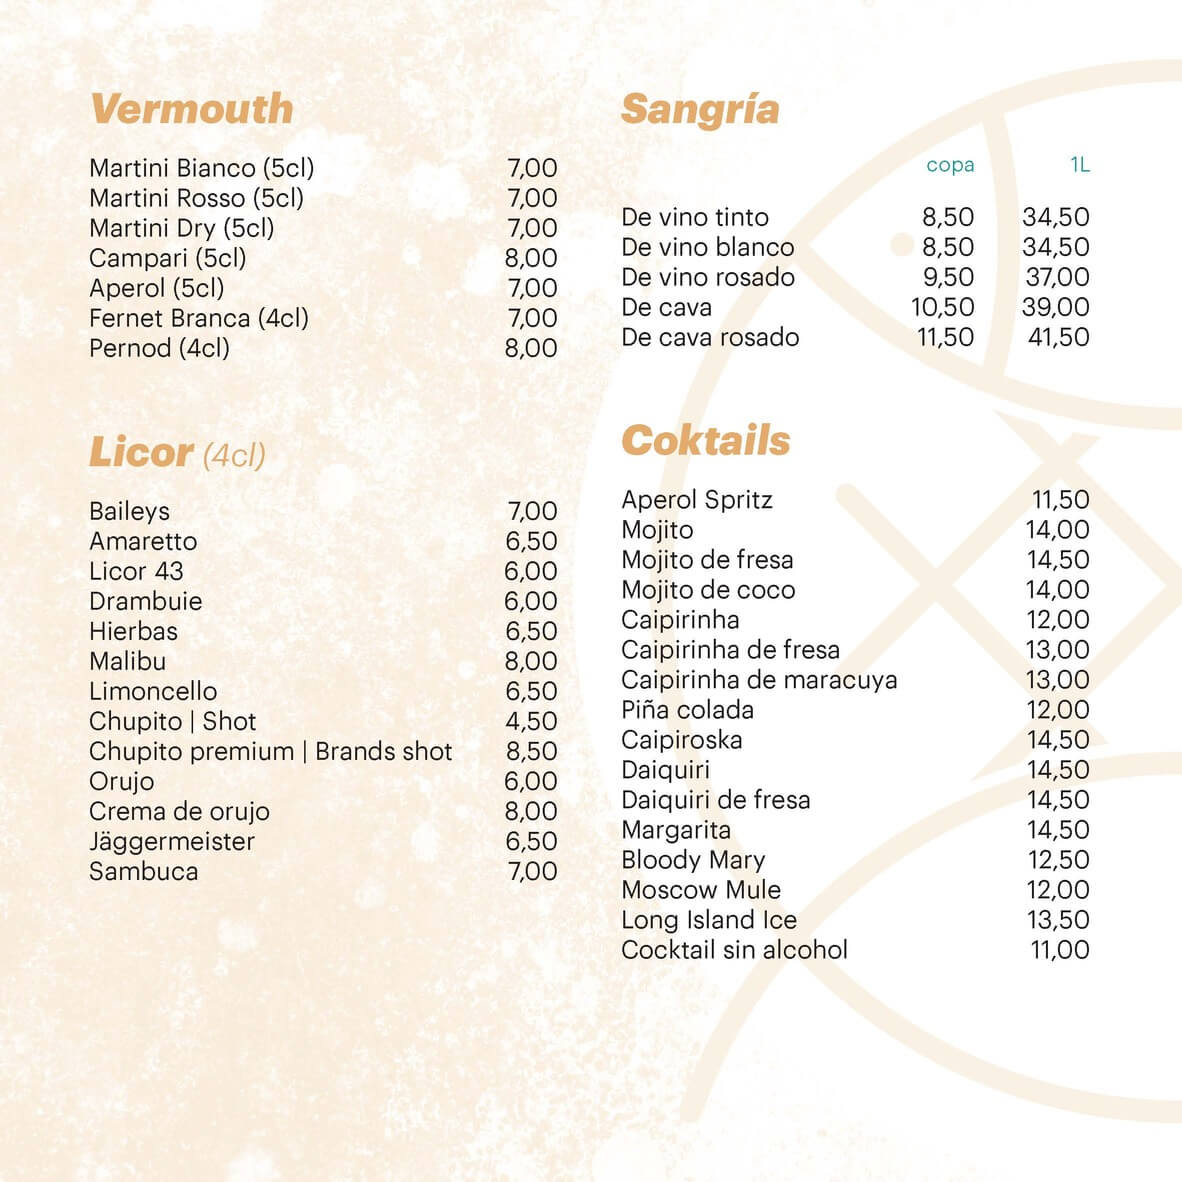 Vermouth
Martini Bianco (5cl) 7,00
Martini Rosso (5cl) 7,00
Martini Dry (5cl) 7,00
Campari (5cl) 8,00
Aperol (5cl) 7,00
Fernet Branca (4cl) 7,00
Pernod (4cl) 8,00
Licor (4cl)
Baileys 7,00
Amaretto 6,50
Licor 43 6,00
Drambuie 6,00
Hierbas 6,50
Malibu 8,00
Limoncello 6,50
Chupito | Shot 4,50
Chupito premium | Brands shot 8,50
Orujo 6,00
Crema de orujo 8,00
Jäggermeister 6,50
Sambuca 7,00
Sangría
copa 1L
De vino tinto 8,50 34,50
De vino blanco 8,50 34,50
De vino rosado 9,50 37,00
De cava 10,50 39,00
De cava rosado 11,50 41,50
Coktails
Aperol Spritz 11,50
Mojito 14,00
Mojito de fresa 14,50
Mojito de coco 14,00
Caipirinha 12,00
Caipirinha de fresa 13,00
Caipirinha de maracuya 13,00
Piña colada 12,00
Caipiroska 14,50
Daiquiri 14,50
Daiquiri de fresa 14,50
Margarita 14,50
Bloody Mary 12,50
Moscow Mule 12,00
Long Island Ice 13,50
Cocktail sin alcohol 11,00